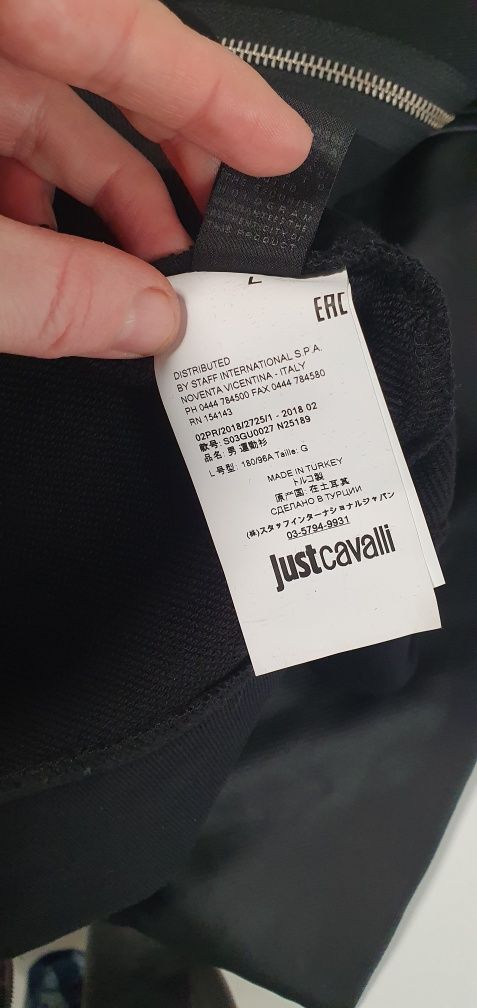 L
EAC
DISTRIBUTED
BY STAFF INTERNATIONAL S.P.A.
NOVENTA VICENTINA - ITALY
PH 0444 784500 FAX 0444 784580
RN 154143
02PR/2018/2725/1 - 2018 02
款号: S03GU0027 N25189
品名: 男 運動衫
L 号型: 180/96A Taille: G
MADE IN TURKEY
トルコ製
原产国: 在土耳其
СДЕЛАНО В ТУРЦИИ
(株)スタッフインターナショナルジャパン
03-5794-9931
justcavalli